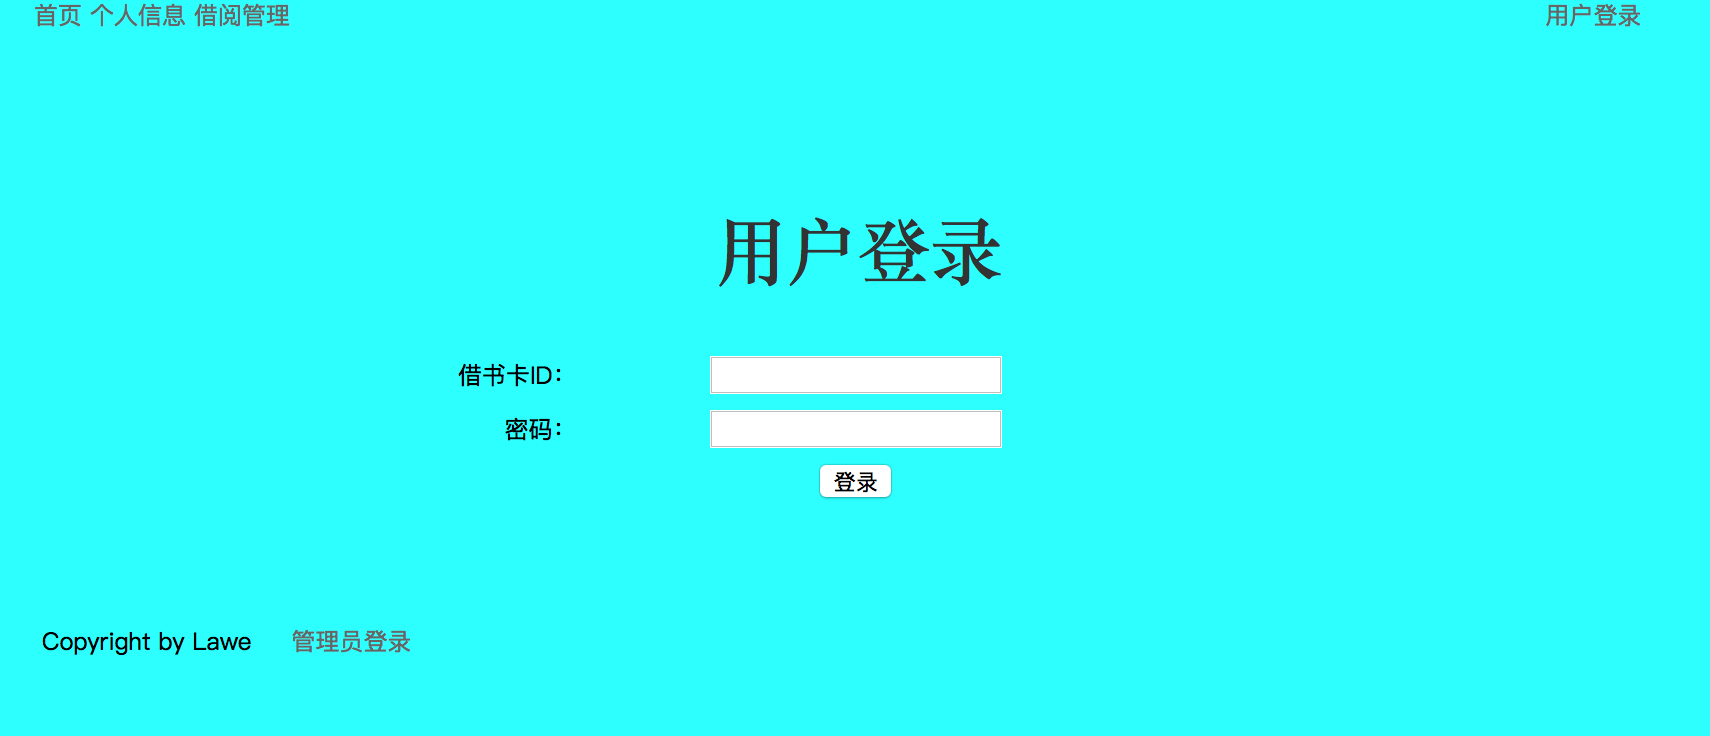 首页 个人信息 借阅管理 用户登录
用户登录
借书卡ID：
密码：
登录
Copyright by Lawe 管理员登录